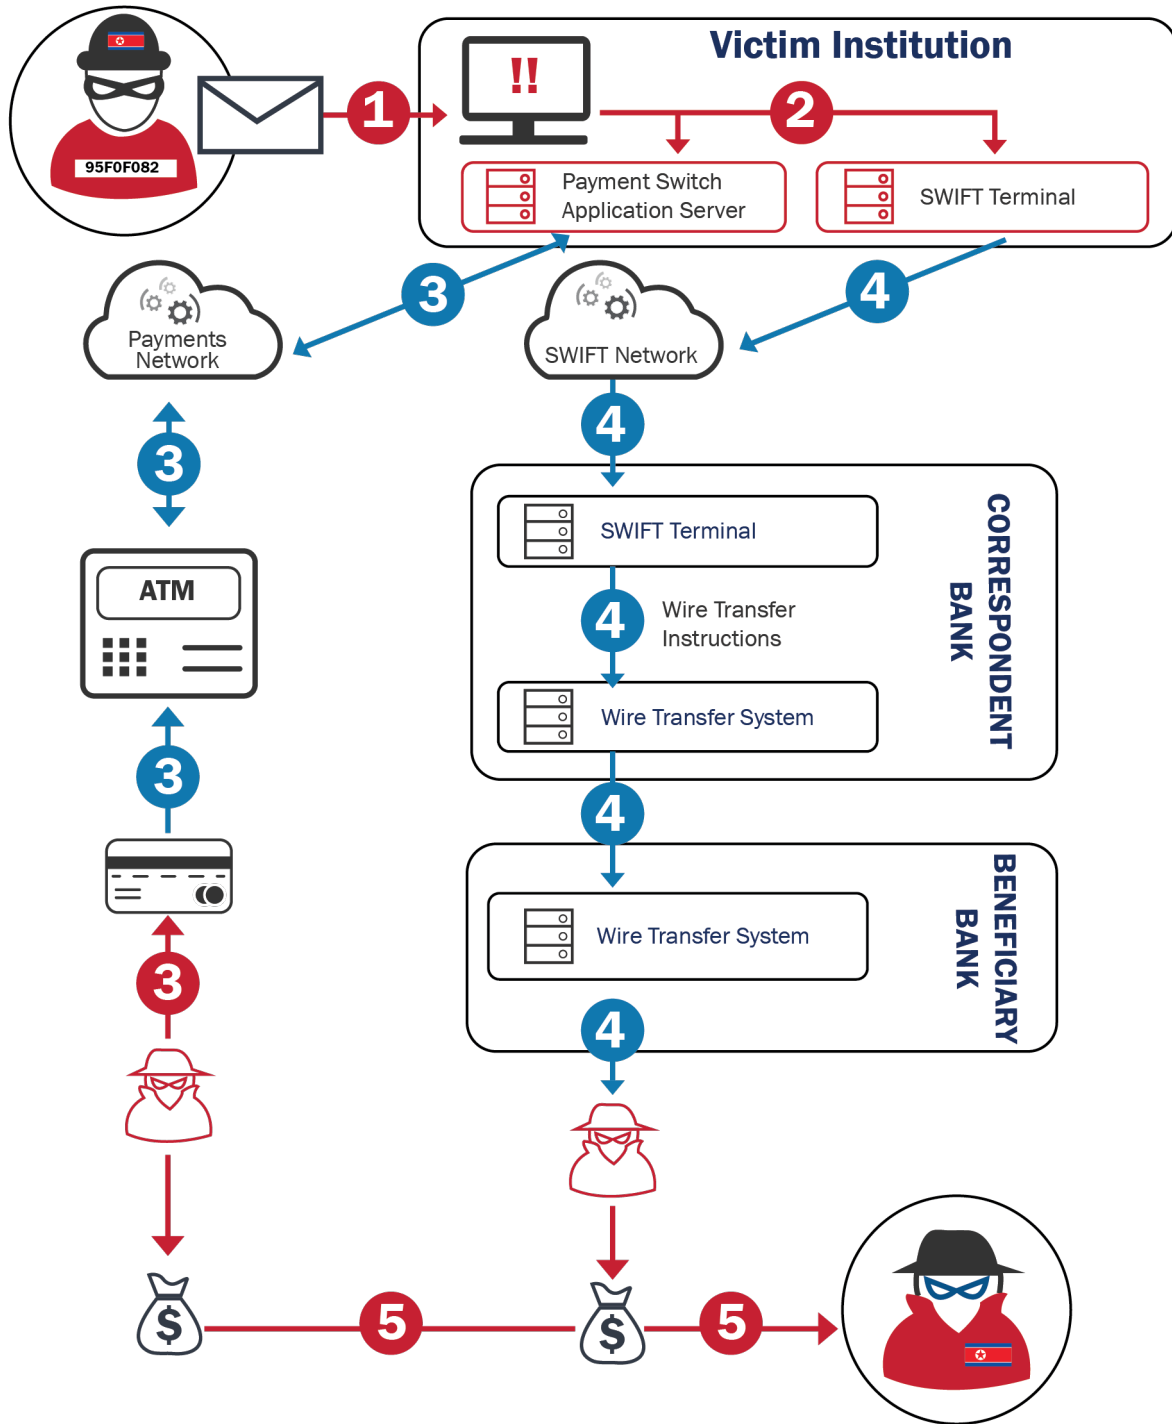 Victim Institution
!!
1
2
95F0F082
Payment Switch
Application Server
SWIFT Terminal
3
4
Payments
Network
SWIFT Network
4
3
SWIFT Terminal
CORRESPONDENT
BANK
ATM
4
Wire Transfer
Instructions
Wire Transfer System
3
4
BENEFICIARY
BANK
Wire Transfer System
3
4
$
5
$
5